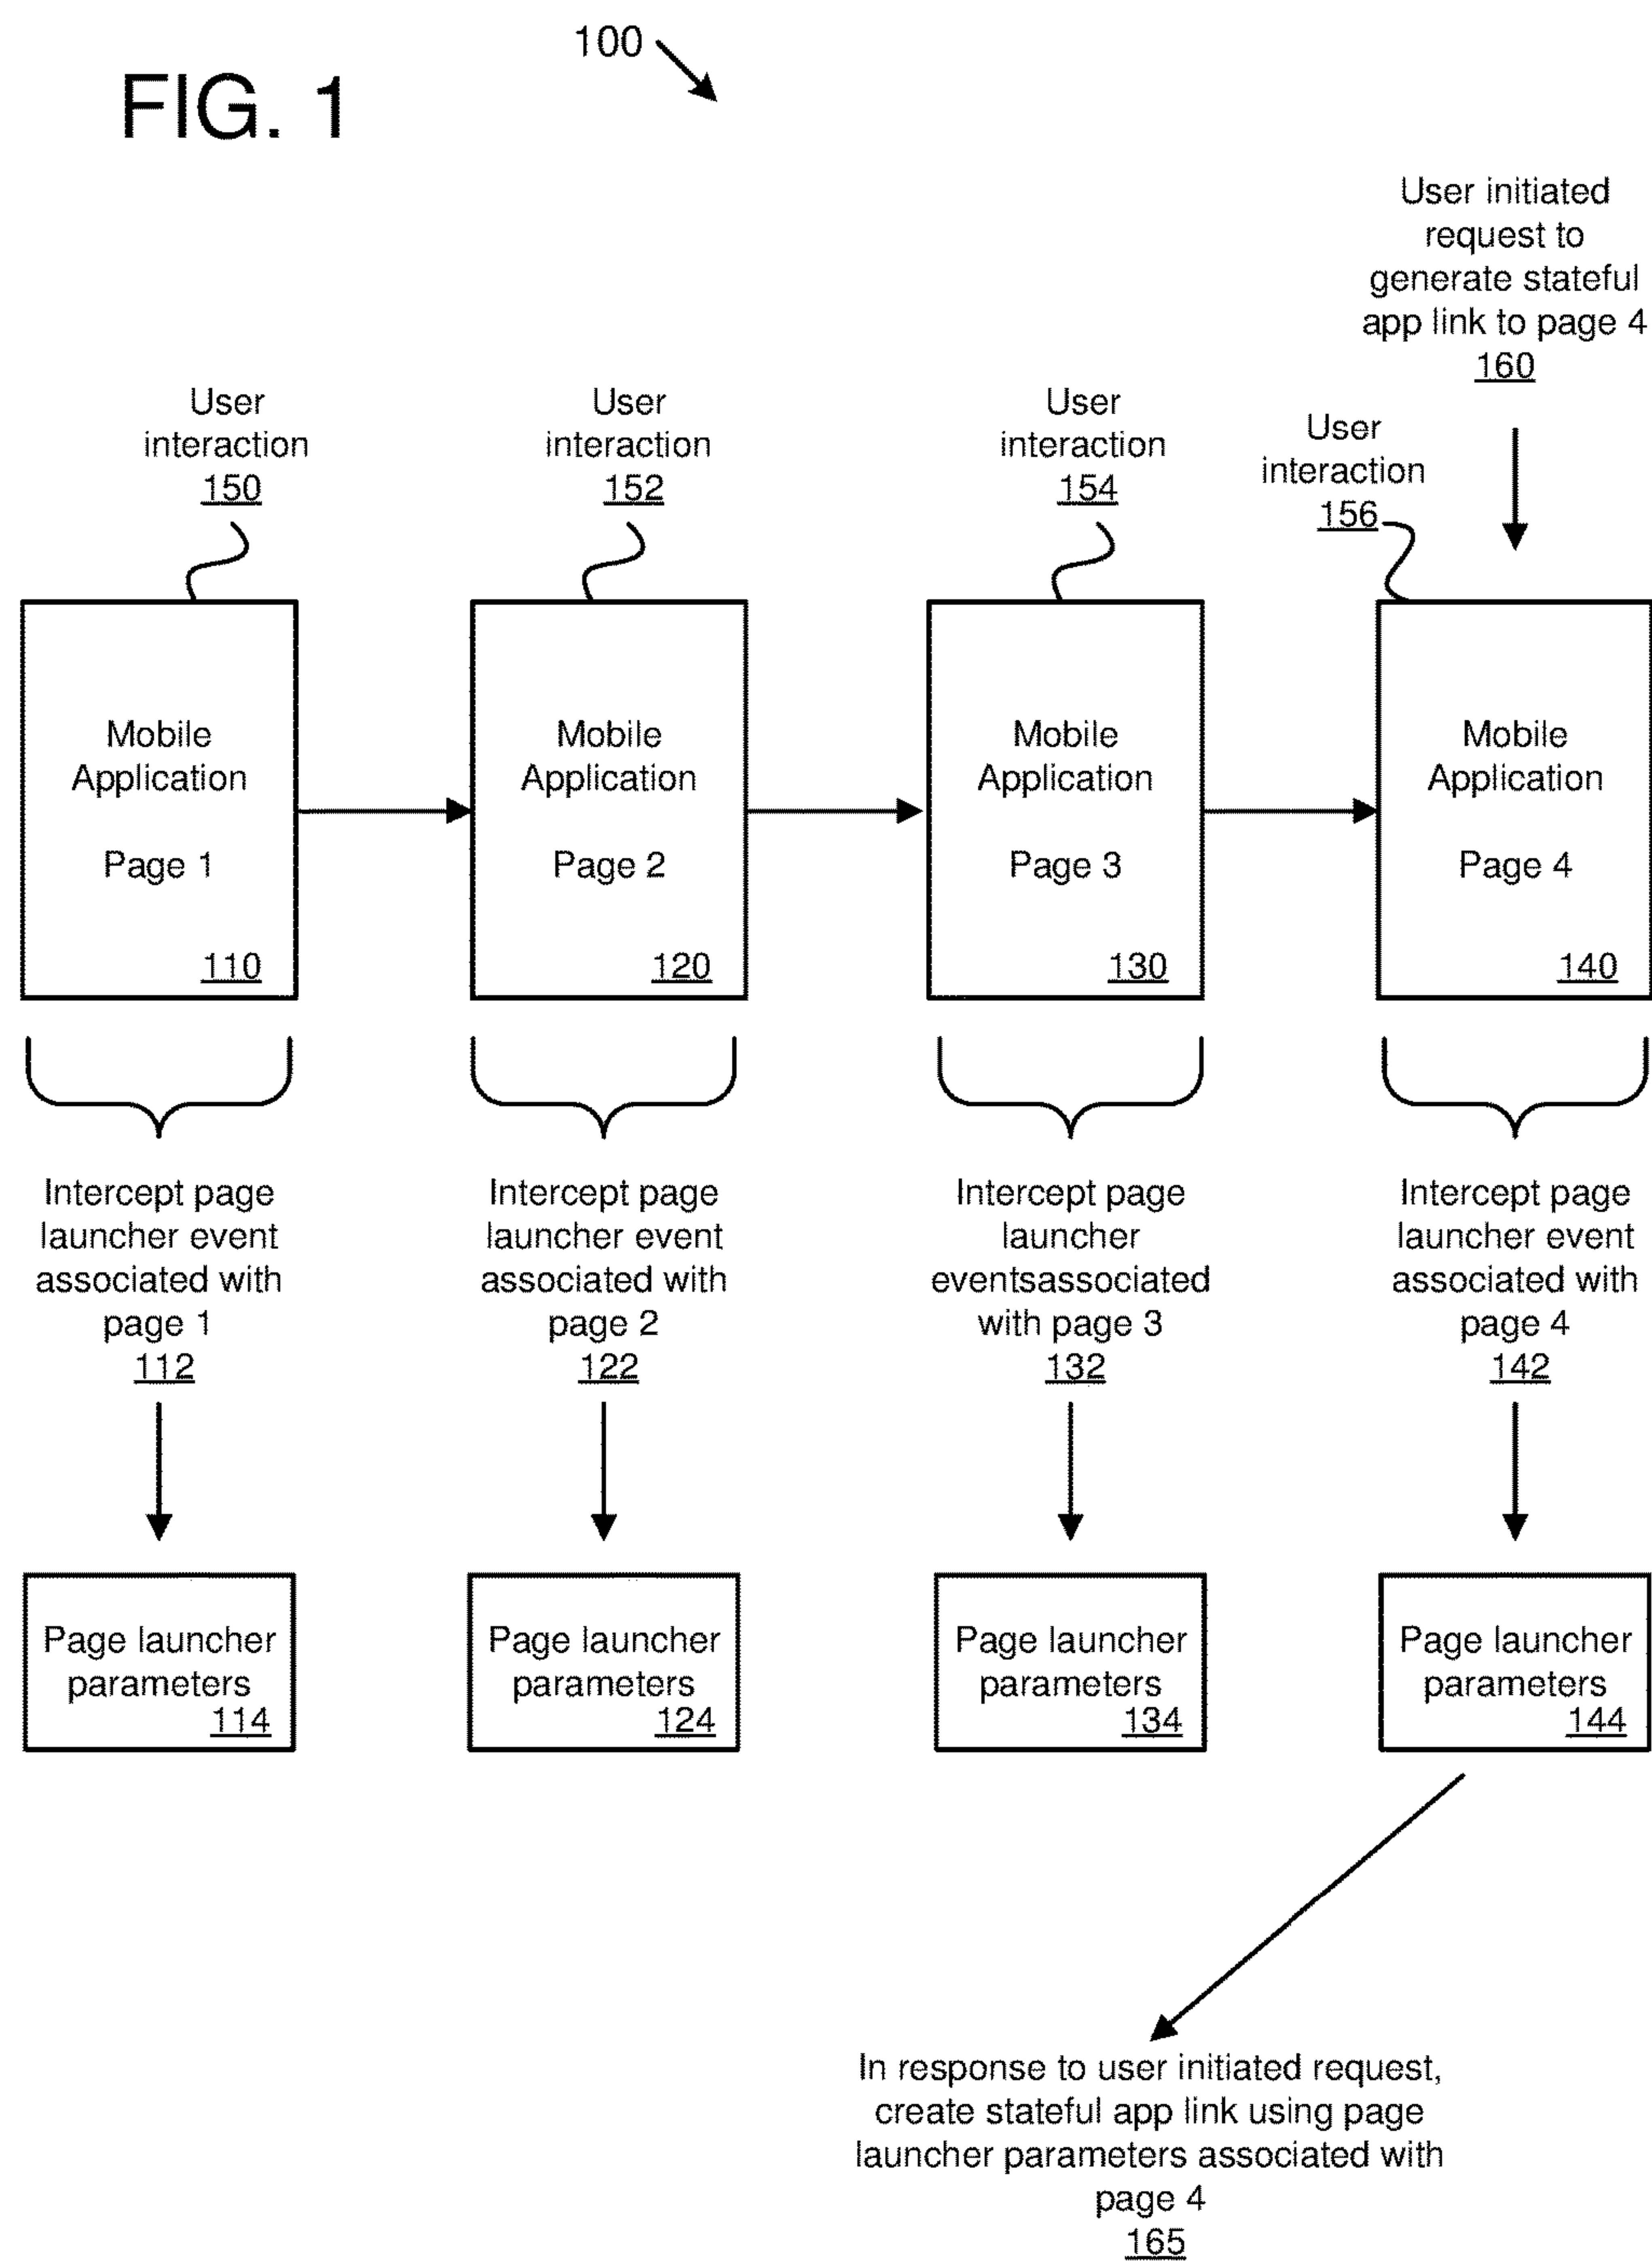 100
FIG. 1
User initiated
request to
generate stateful
app link to page 4
160
User
interaction
150
User
interaction
152
User
interaction
154
User
interaction
156
Mobile
Application
Page 1
110
Mobile
Application
Page 2
120
Mobile
Application
Page 3
130
Mobile
Application
Page 4
140
Intercept page
launcher event
associated with
page 1
112
Intercept page
launcher event
associated with
page 2
122
Intercept page
launcher
eventsassociated
with page 3
132
Intercept page
launcher event
associated with
page 4
142
Page launcher
parameters
114
Page launcher
parameters
124
Page launcher
parameters
134
Page launcher
parameters
144
In response to user initiated request,
create stateful app link using page
launcher parameters associated with
page 4
165